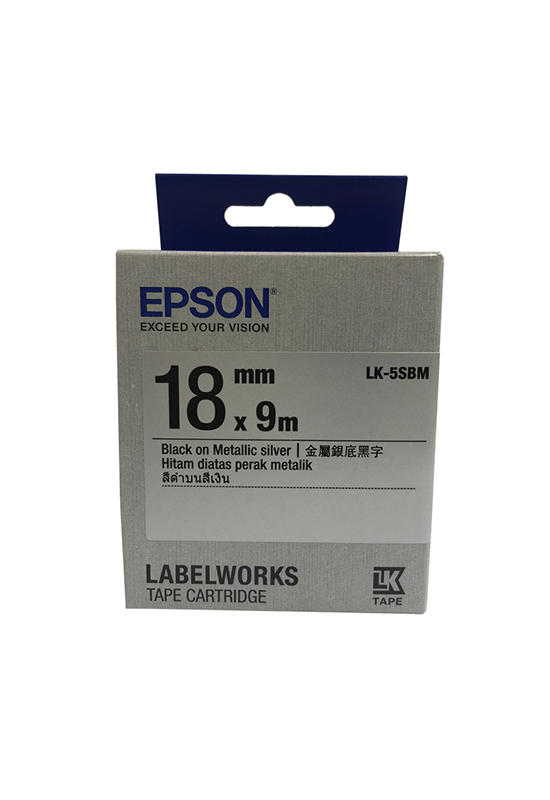 EPSON®
EXCEED YOUR VISION
18 mm x 9m
LK-5SBM
Black on Metallic silver | 金屬銀底黑字
Hitam diatas perak metalik
สีดำบนสีเงิน
LABELWORKS
TAPE CARTRIDGE
LK
TAPE